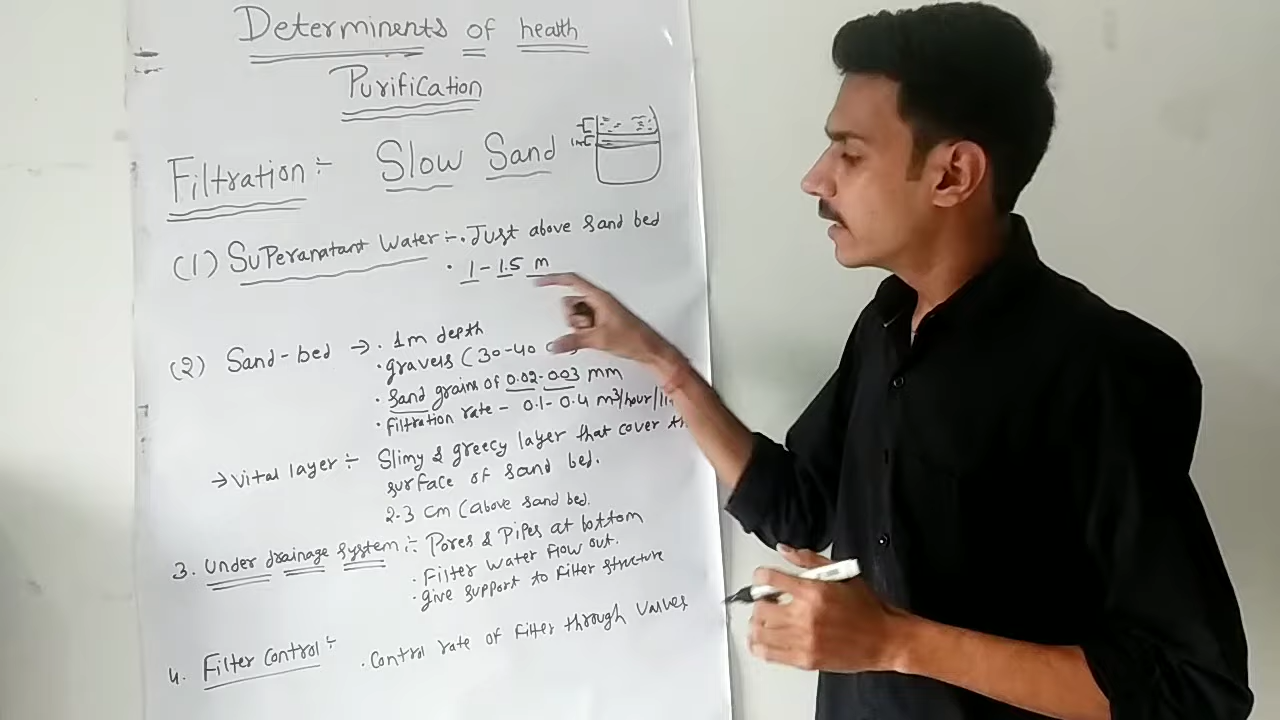 Determinents of health
Purification
Filtration :- Slow Sand
(1) Superanatant Water :- • Just above sand bed
• 1 - 1.5 m
(2) Sand-bed → • 1m depth
• gravers (30-40
• Sand grains of 0.02-0.03 mm
• filtration rate - 0.1-0.4 m³/hour/
→ Vital layer :- Slimy & greecy layer that cover
surface of sand bed.
2-3 cm (above sand bed.
3. Under drainage system :- Pores & Pipes at bottom
• Filter water flow out.
• give support to filter structure
4. Filter Control :- • Control rate of filter through valves